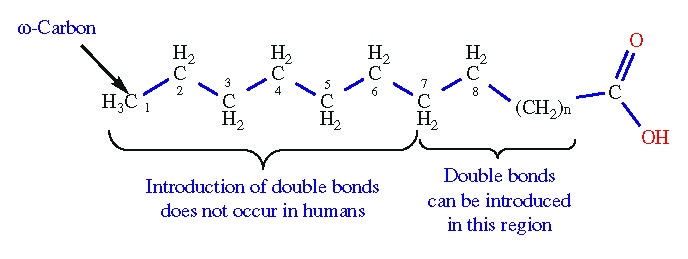 ω-Carbon
H₃C 1
C H₂ 2
C H₂ 3
C H₂ 4
C H₂ 5
C H₂ 6
C H₂ 7
C H₂ 8
(CH₂)n
C
O
OH
Introduction of double bonds
does not occur in humans
Double bonds
can be introduced
in this region